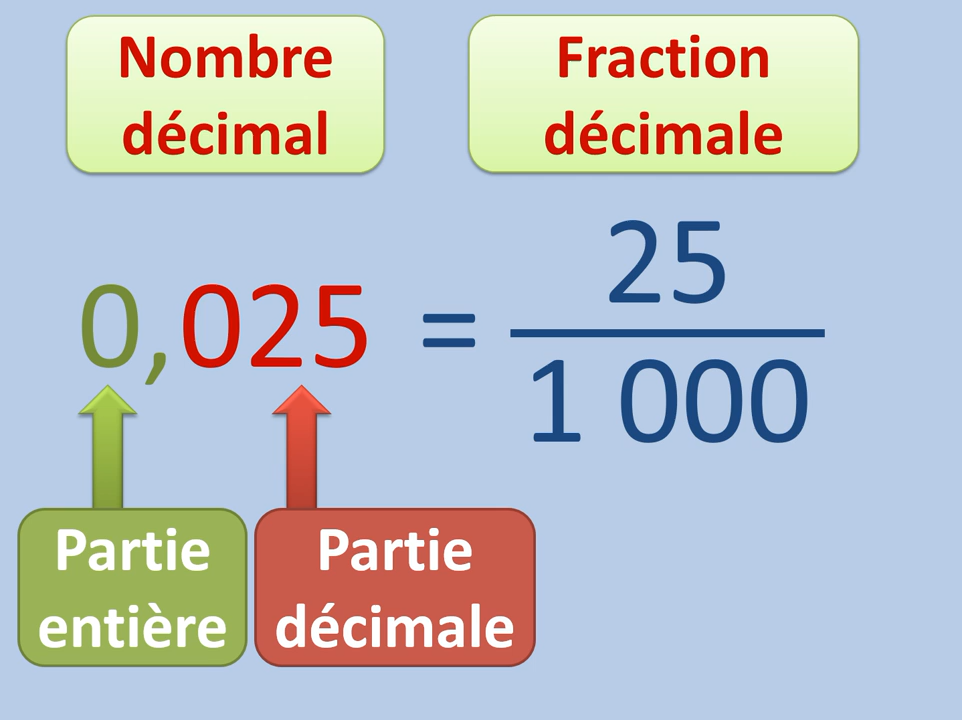 Nombre
décimal
Fraction
décimale
0,025 = 25
1 000
Partie
entière
Partie
décimale